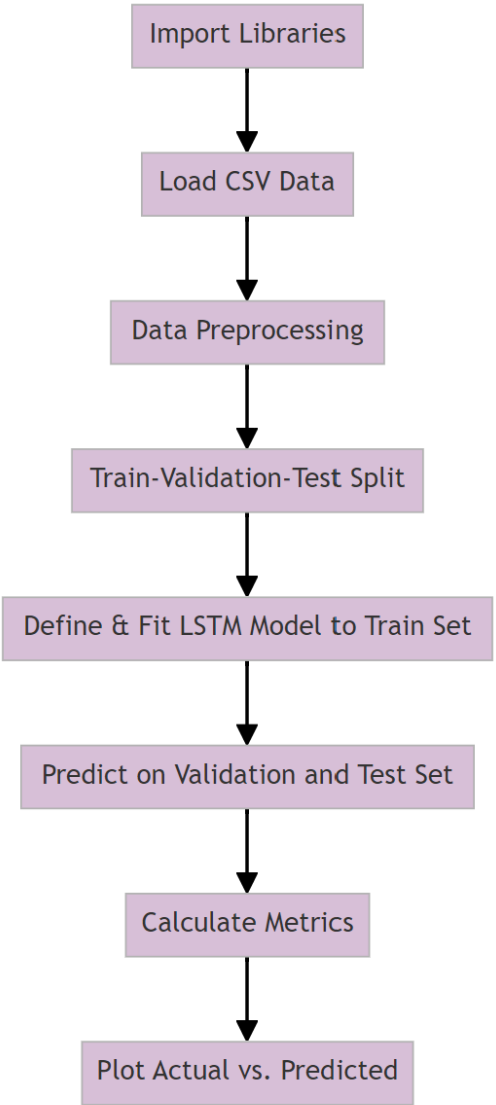 Import Libraries
Load CSV Data
Data Preprocessing
Train-Validation-Test Split
Define & Fit LSTM Model to Train Set
Predict on Validation and Test Set
Calculate Metrics
Plot Actual vs. Predicted